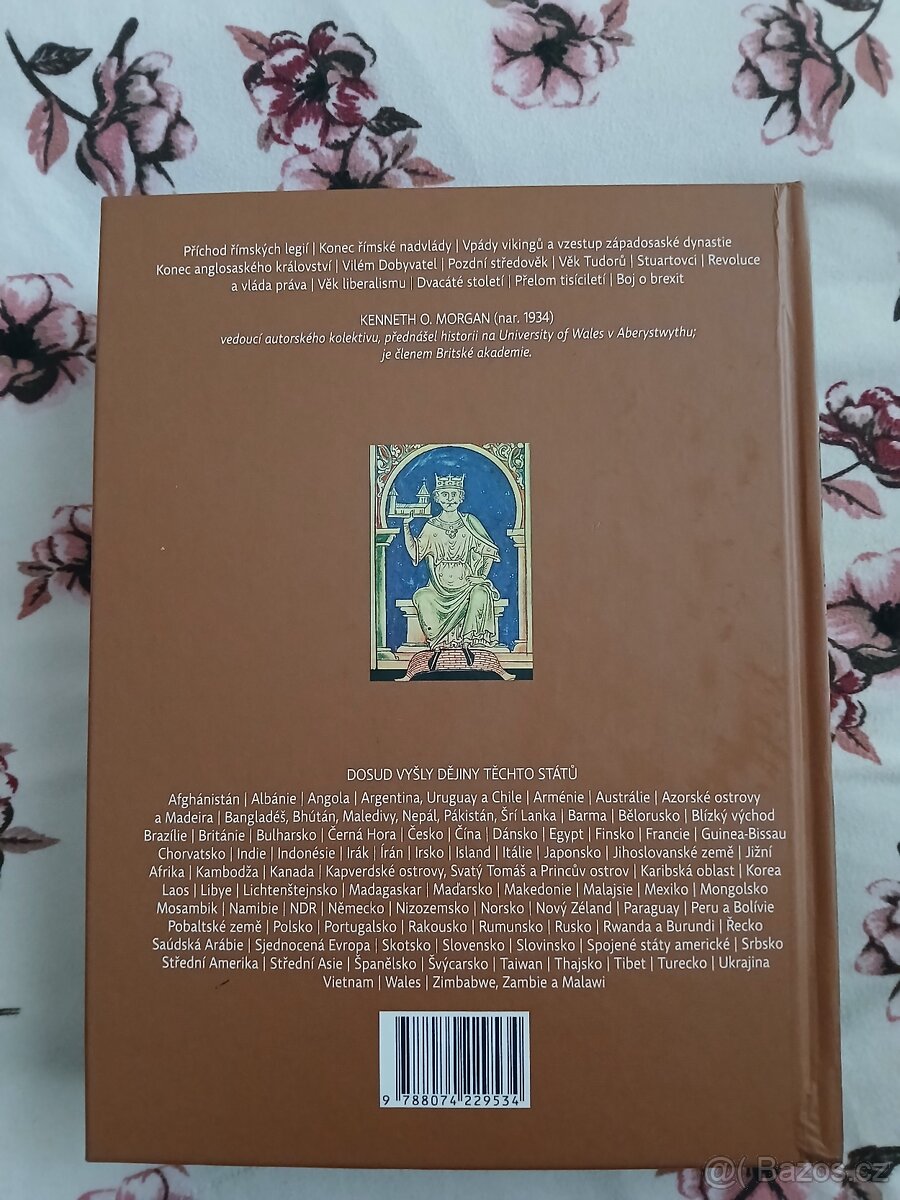 Příchod římských legií | Konec římské nadvlády | Vpády vikingů a vzestup západosaské dynastie
Konec anglosaského království | Vilém Dobyvatel | Pozdní středověk | Věk Tudorů | Stuartovci | Revoluce
a vláda práva | Věk liberalismu | Dvacáté století | Přelom tisíciletí | Boj o brexit
KENNETH O. MORGAN (nar. 1934)
vedoucí autorského kolektivu, přednášel historii na University of Wales v Aberystwythu;
je členem Britské akademie.
DOSUD VYŠLY DĚJINY TĚCHTO STÁTŮ
Afghánistán | Albánie | Angola | Argentina, Uruguay a Chile | Arménie | Austrálie | Azorské ostrovy
a Madeira | Bangladéš, Bhútán, Maledivy, Nepál, Pákistán, Šrí Lanka | Barma | Bělorusko | Blízký východ
Brazílie | Británie | Bulharsko | Černá Hora | Česko | Čína | Dánsko | Egypt | Finsko | Francie | Guinea-Bissau
Chorvatsko | Indie | Indonésie | Irák | Írán | Irsko | Island | Itálie | Japonsko | Jihoslovanské země | Jižní
Afrika | Kambodža | Kanada | Kapverdské ostrovy, Svatý Tomáš a Princův ostrov | Karibská oblast | Korea
Laos | Libye | Lichtenštejnsko | Madagaskar | Maďarsko | Makedonie | Malajsie | Mexiko | Mongolsko
Mosambik | Namibie | NDR | Německo | Nizozemsko | Norsko | Nový Zéland | Paraguay | Peru a Bolívie
Pobaltské země | Polsko | Portugalsko | Rakousko | Rumunsko | Rusko | Rwanda a Burundi | Řecko
Saúdská Arábie | Sjednocená Evropa | Skotsko | Slovensko | Slovinsko | Spojené státy americké | Srbsko
Střední Amerika | Střední Asie | Španělsko | Švýcarsko | Taiwan | Thajsko | Tibet | Turecko | Ukrajina
Vietnam | Wales | Zimbabwe, Zambie a Malawi
9 788074 229534
@( Bazos.cz